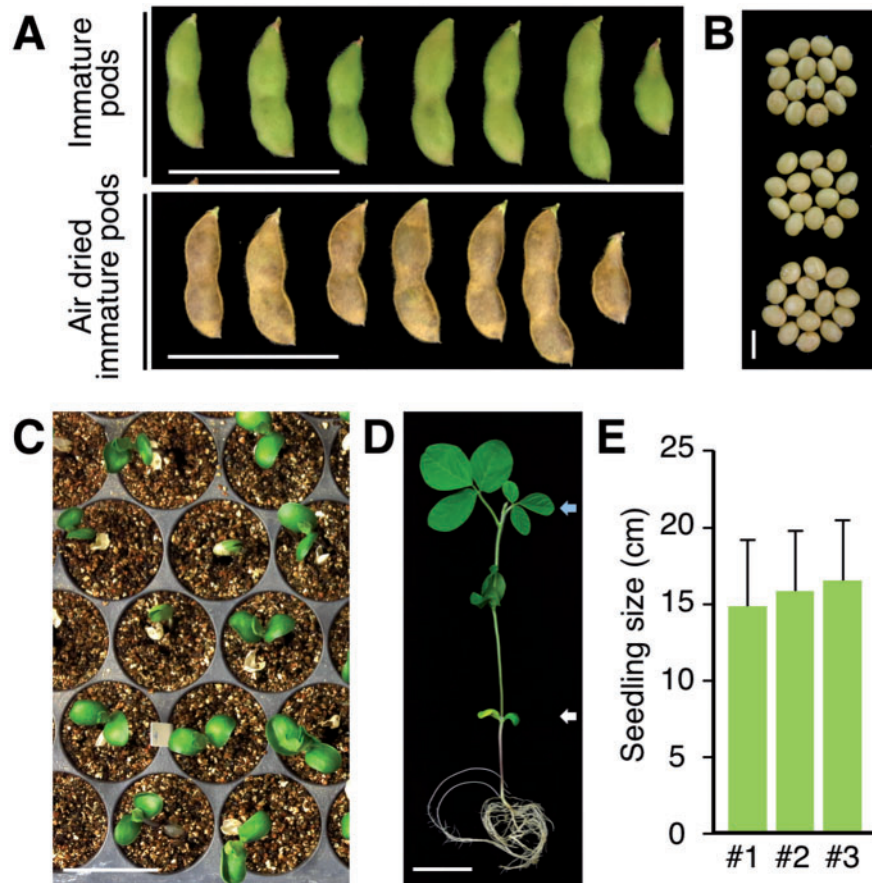 A
Immature
pods
Air dried
immature pods
B
C
D
E
Seedling size (cm)
25
20
15
10
5
0
#1 #2 #3